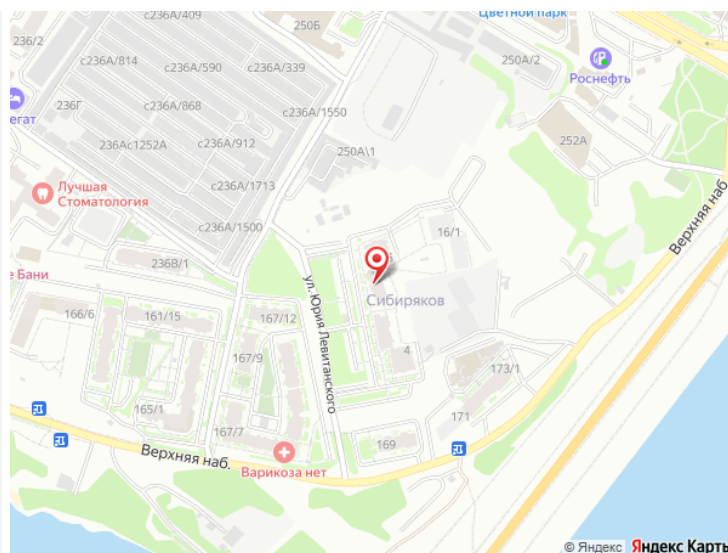 236/2
с236А/409
250Б
Цветной парк
250А/2
Роснефть
с236А/814
с236А/590
с236А/339
егат
236Г
с236А/868
с236А/1550
252А
236Ас1252А
с236А/912
250А\1
Лучшая
Стоматология
с236А/1713
с236А/1500
16/1
Верхняя наб.
236В/1
е Бани
Сибиряков
ул. Юрия Левитанского
166/6
161/15
167/12
167/9
4
173/1
165/1
167/7
171
169
Верхняя наб.
Варикоза нет
© Яндекс Яндекс Карты